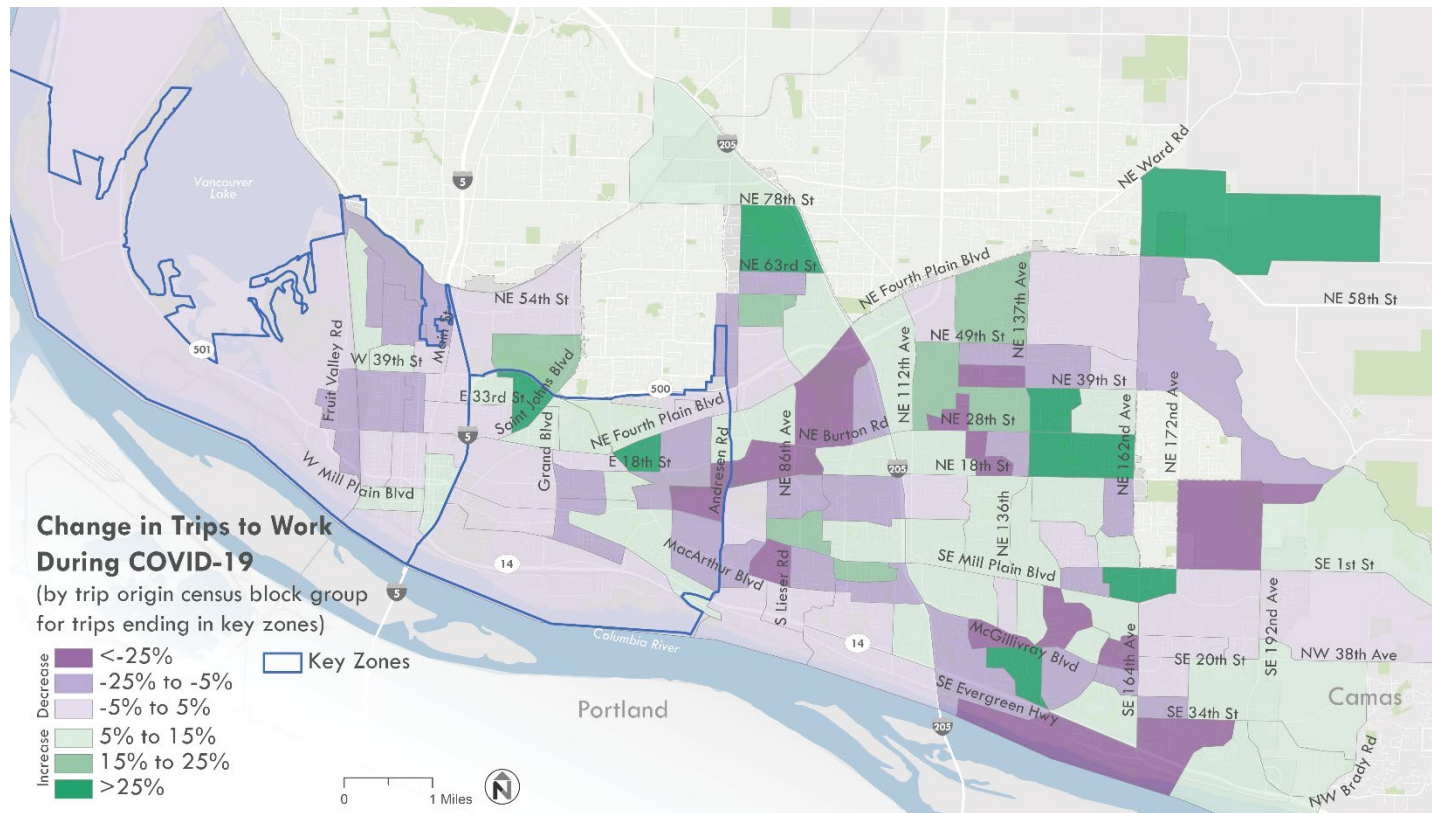 NE Ward Rd
205
Vancouver
Lake
5
NE 78th St
NE 63rd St
NE Fourth Plain Blvd
NE 137th Ave
NE 54th St
NE 58th St
Main St
Fruit Valley Rd
501
W 39th St
NE 49th St
NE 112th Ave
NE 39th St
500
E 33rd St
Saint Johns Blvd
NE Fourth Plain Blvd
NE 28th St
NE 162nd Ave
NE 172nd Ave
5
Grand Blvd
Andresen Rd
NE 86th Ave
NE Burton Rd
E 18th St
205
NE 18th St
W Mill Plain Blvd
NE 136th
MacArthur Blvd
SE Mill Plain Blvd
SE 1st St
14
S Lieser Rd
5
SE 192nd Ave
Columbia River
14
McGillivray Blvd
SE 164th Ave
SE 20th St
NW 38th Ave
SE Evergreen Hwy
Camas
Portland
SE 34th St
205
NW Brady Rd
Change in Trips to Work
During COVID-19
(by trip origin census block group
for trips ending in key zones)
Decrease
<-25%
-25% to -5%
-5% to 5%
Increase
5% to 15%
15% to 25%
>25%
Key Zones
0 1 Miles
N